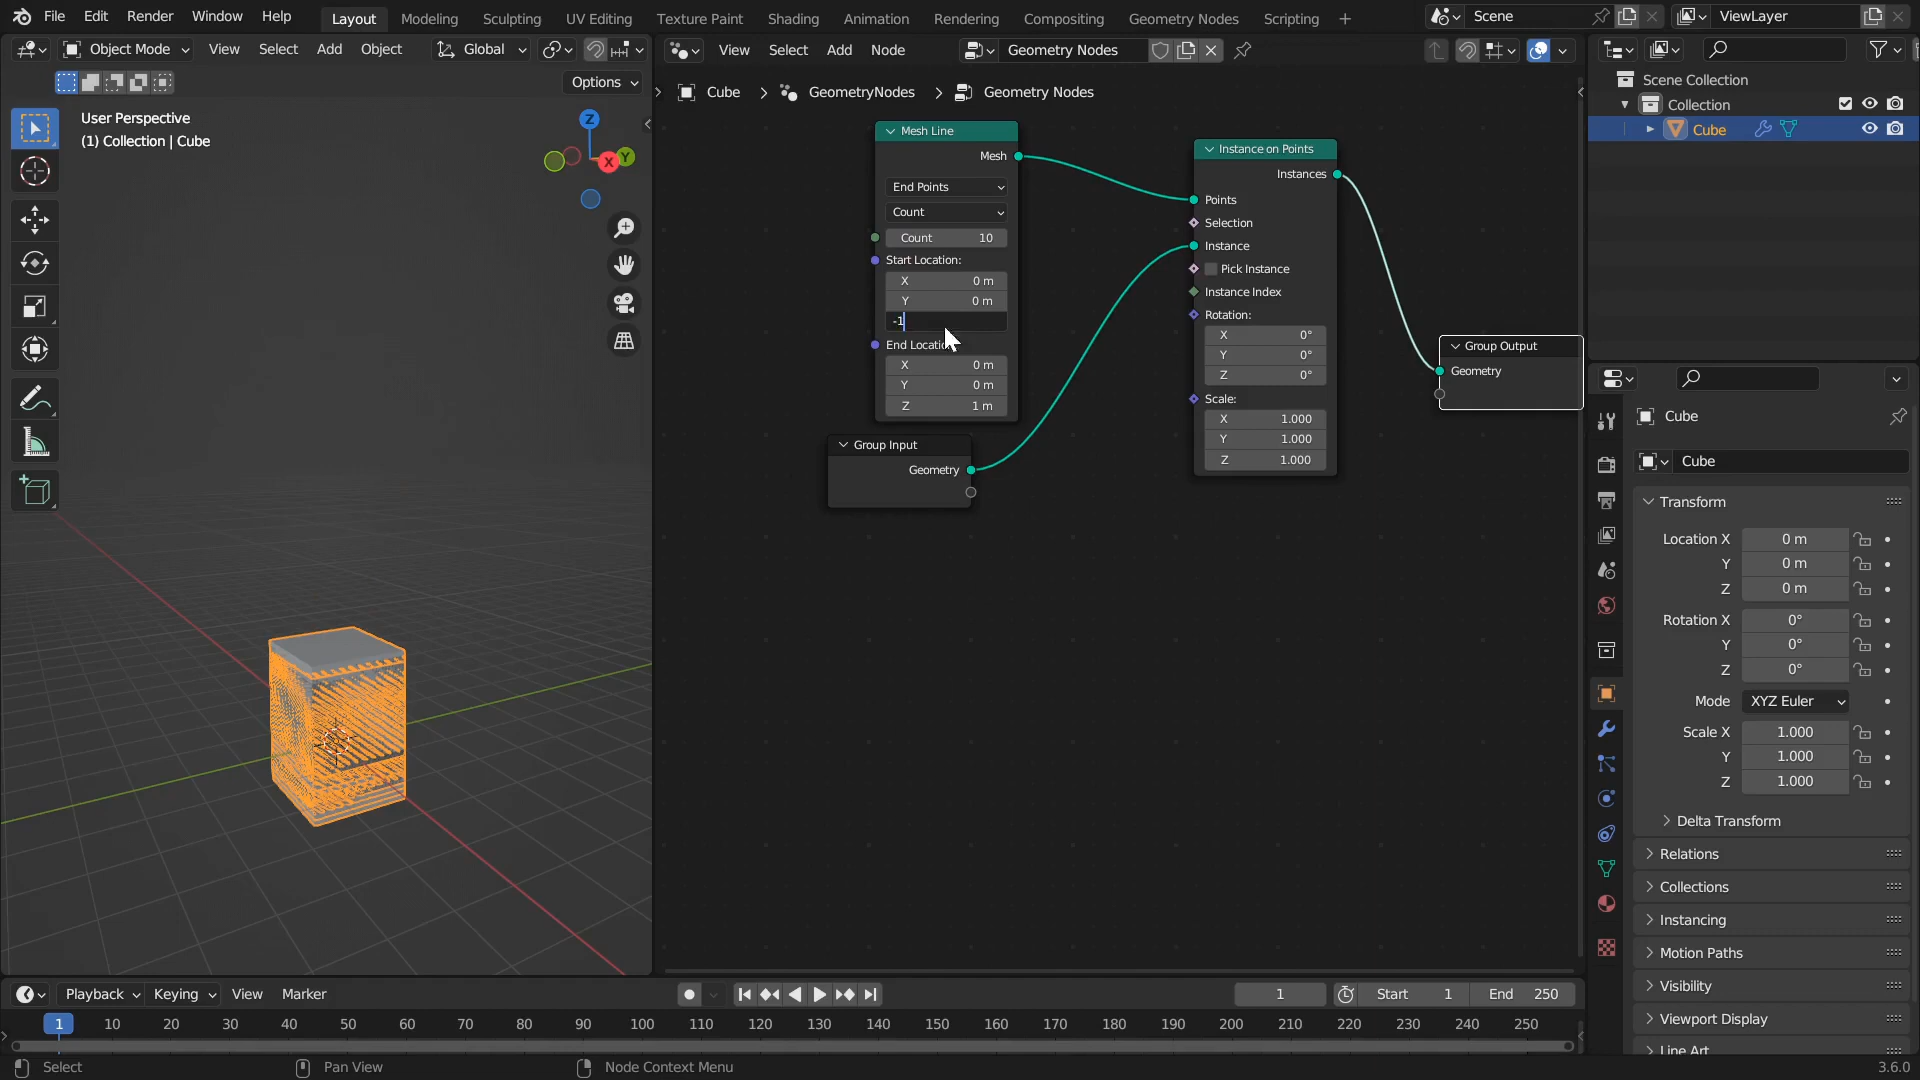 File Edit Render Window Help Layout Modeling Sculpting UV Editing Texture Paint Shading Animation Rendering Compositing Geometry Nodes Scripting + Scene ViewLayer
Object Mode View Select Add Object Global View Select Add Node Geometry Nodes
Options
Cube > GeometryNodes > Geometry Nodes
User Perspective
(1) Collection | Cube
Z
Y
X
Mesh Line
Mesh
End Points
Count
Count 10
Start Location:
X 0 m
Y 0 m
-1
X 0 m
Y 0 m
Z 1 m
Group Input
Geometry
Instance on Points
Instances
Points
Selection
Instance
Pick Instance
Instance Index
Rotation:
X 0°
Y 0°
Z 0°
Scale:
X 1.000
Y 1.000
Z 1.000
Group Output
Geometry
Scene Collection
Collection
Cube
Cube
Cube
Transform
Location X 0 m
Y 0 m
Z 0 m
Rotation X 0°
Y 0°
Z 0°
Mode XYZ Euler
Scale X 1.000
Y 1.000
Z 1.000
Delta Transform
Relations
Collections
Instancing
Motion Paths
Visibility
Viewport Display
Line Art
Playback Keying View Marker 1 Start 1 End 250
1 10 20 30 40 50 60 70 80 90 100 110 120 130 140 150 160 170 180 190 200 210 220 230 240 250
Select Pan View Node Context Menu 3.6.0